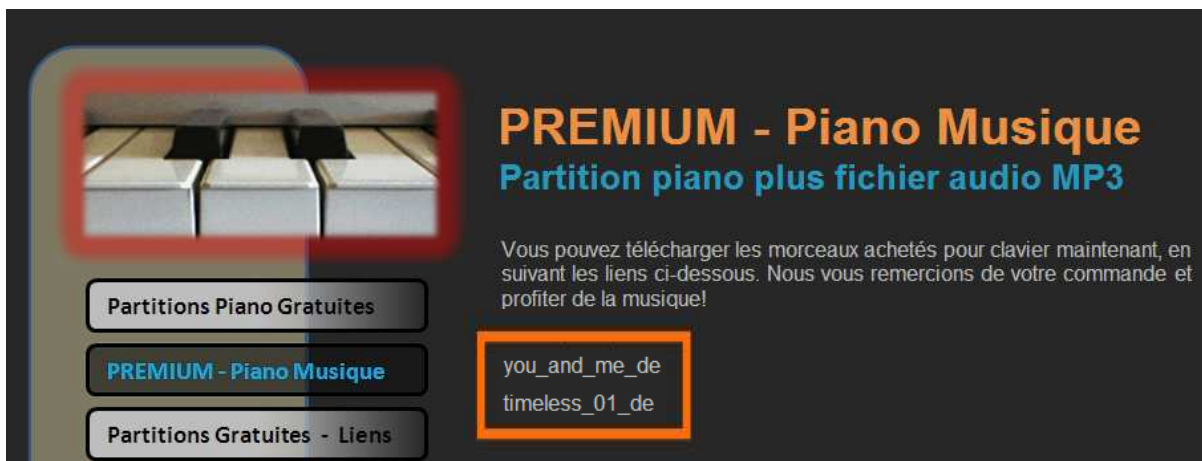 PREMIUM - Piano Musique
Partition piano plus fichier audio MP3
Vous pouvez télécharger les morceaux achetés pour clavier maintenant, en
suivant les liens ci-dessous. Nous vous remercions de votre commande et
profiter de la musique!
Partitions Piano Gratuites
PREMIUM - Piano Musique
Partitions Gratuites - Liens
you_and_me_de
timeless_01_de